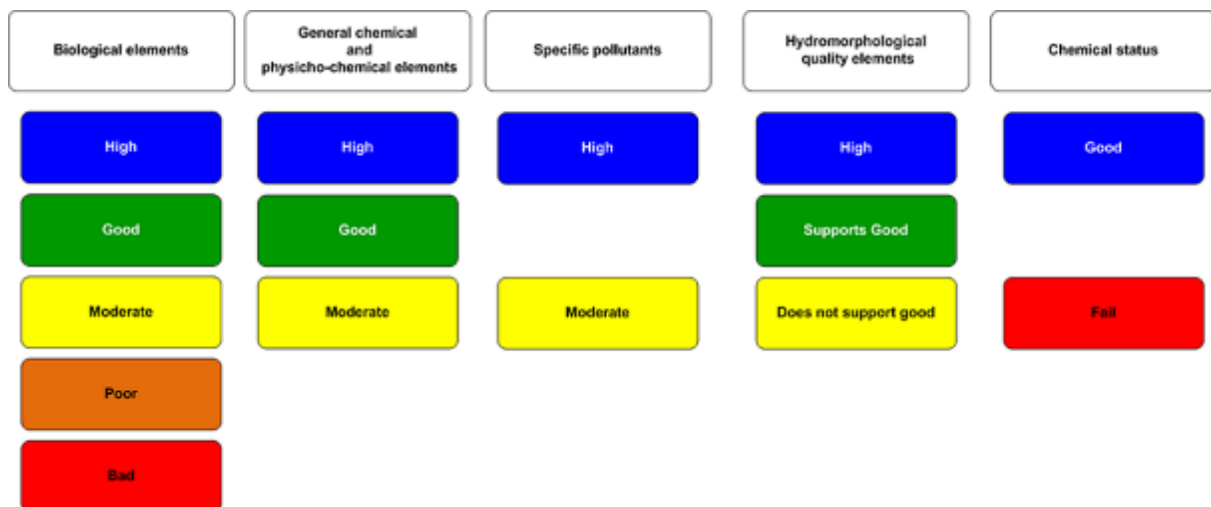 Biological elements
General chemical
and
physicho-chemical elements
Specific pollutants
Hydromorphological
quality elements
Chemical status
High
High
High
High
Good
Good
Good
Supports Good
Moderate
Moderate
Moderate
Does not support good
Fail
Poor
Bad